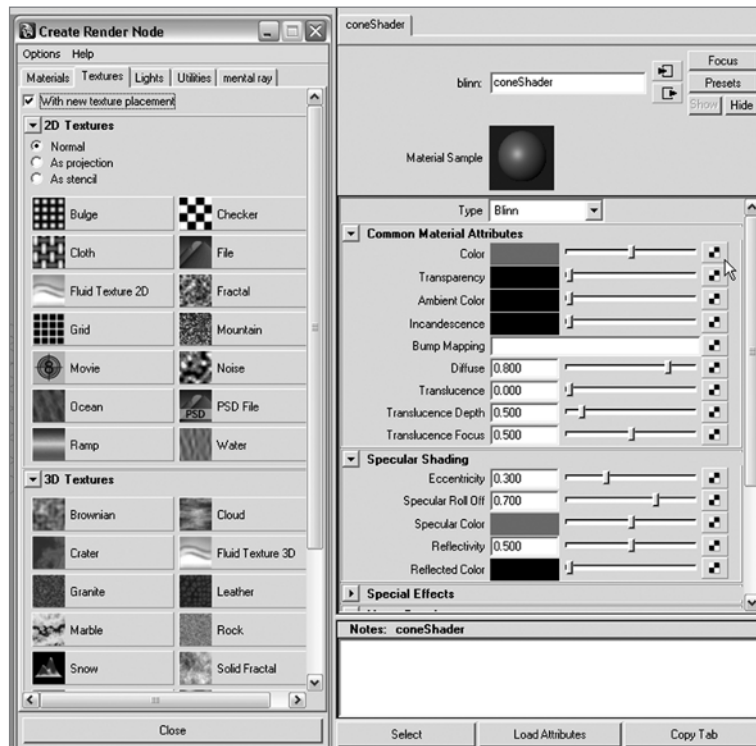 Create Render Node
Options Help
Materials Textures Lights Utilities mental ray
With new texture placement
2D Textures
Normal
As projection
As stencil
Bulge Checker
Cloth File
Fluid Texture 2D Fractal
Grid Mountain
8
Movie Noise
Ocean PSD PSD File
Ramp Water
3D Textures
Brownian Cloud
Crater Fluid Texture 3D
Granite Leather
Marble Rock
Snow Solid Fractal
Close
coneShader
blinn: coneShader
Focus
Presets
Show Hide
Material Sample
Type Blinn
Common Material Attributes
Color
Transparency
Ambient Color
Incandescence
Bump Mapping
Diffuse 0.800
Translucence 0.000
Translucence Depth 0.500
Translucence Focus 0.500
Specular Shading
Eccentricity 0.300
Specular Roll Off 0.700
Specular Color
Reflectivity 0.500
Reflected Color
Special Effects
Notes: coneShader
Select Load Attributes Copy Tab